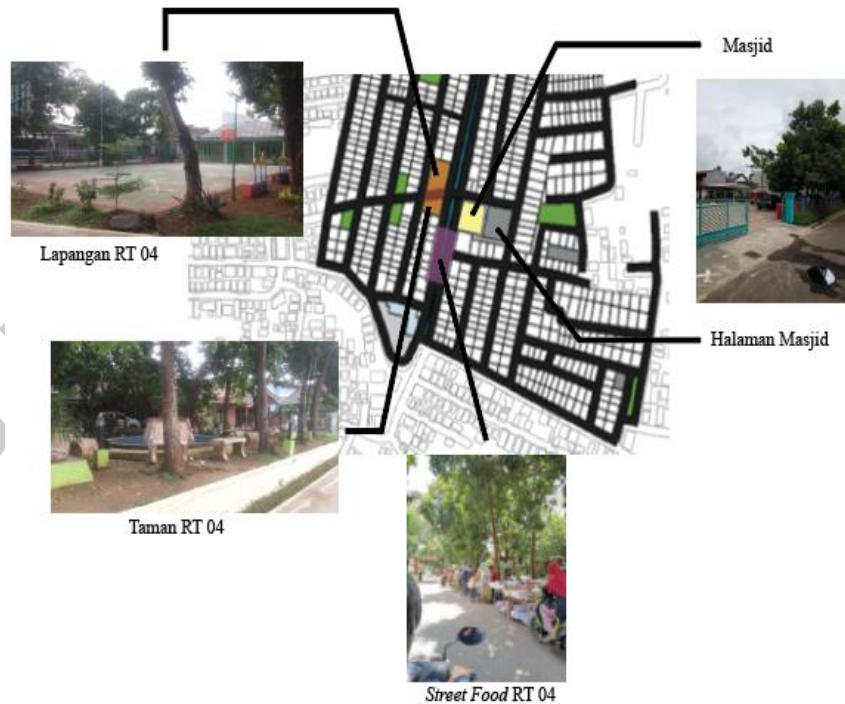 Masjid
Lapangan RT 04
Halaman Masjid
Taman RT 04
Street Food RT 04